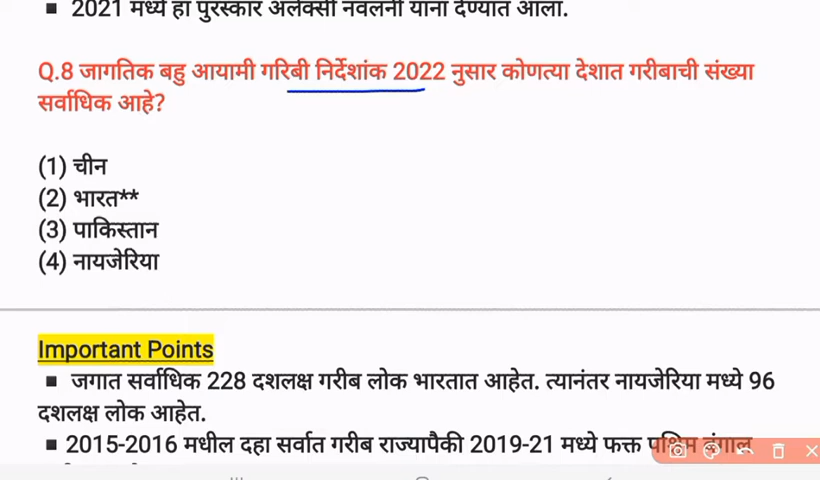 ▪ 2021 मध्ये हा पुरस्कार अलेक्सी नवलनी यांना देण्यात आला.
Q.8 जागतिक बहु आयामी गरिबी निर्देशांक 2022 नुसार कोणत्या देशात गरीबाची संख्या
सर्वाधिक आहे?
(1) चीन
(2) भारत**
(3) पाकिस्तान
(4) नायजेरिया
Important Points
▪ जगात सर्वाधिक 228 दशलक्ष गरीब लोक भारतात आहेत. त्यानंतर नायजेरिया मध्ये 96
दशलक्ष लोक आहेत.
▪ 2015-2016 मधील दहा सर्वात गरीब राज्यापैकी 2019-21 मध्ये फक्त पश्चिम बंगाल